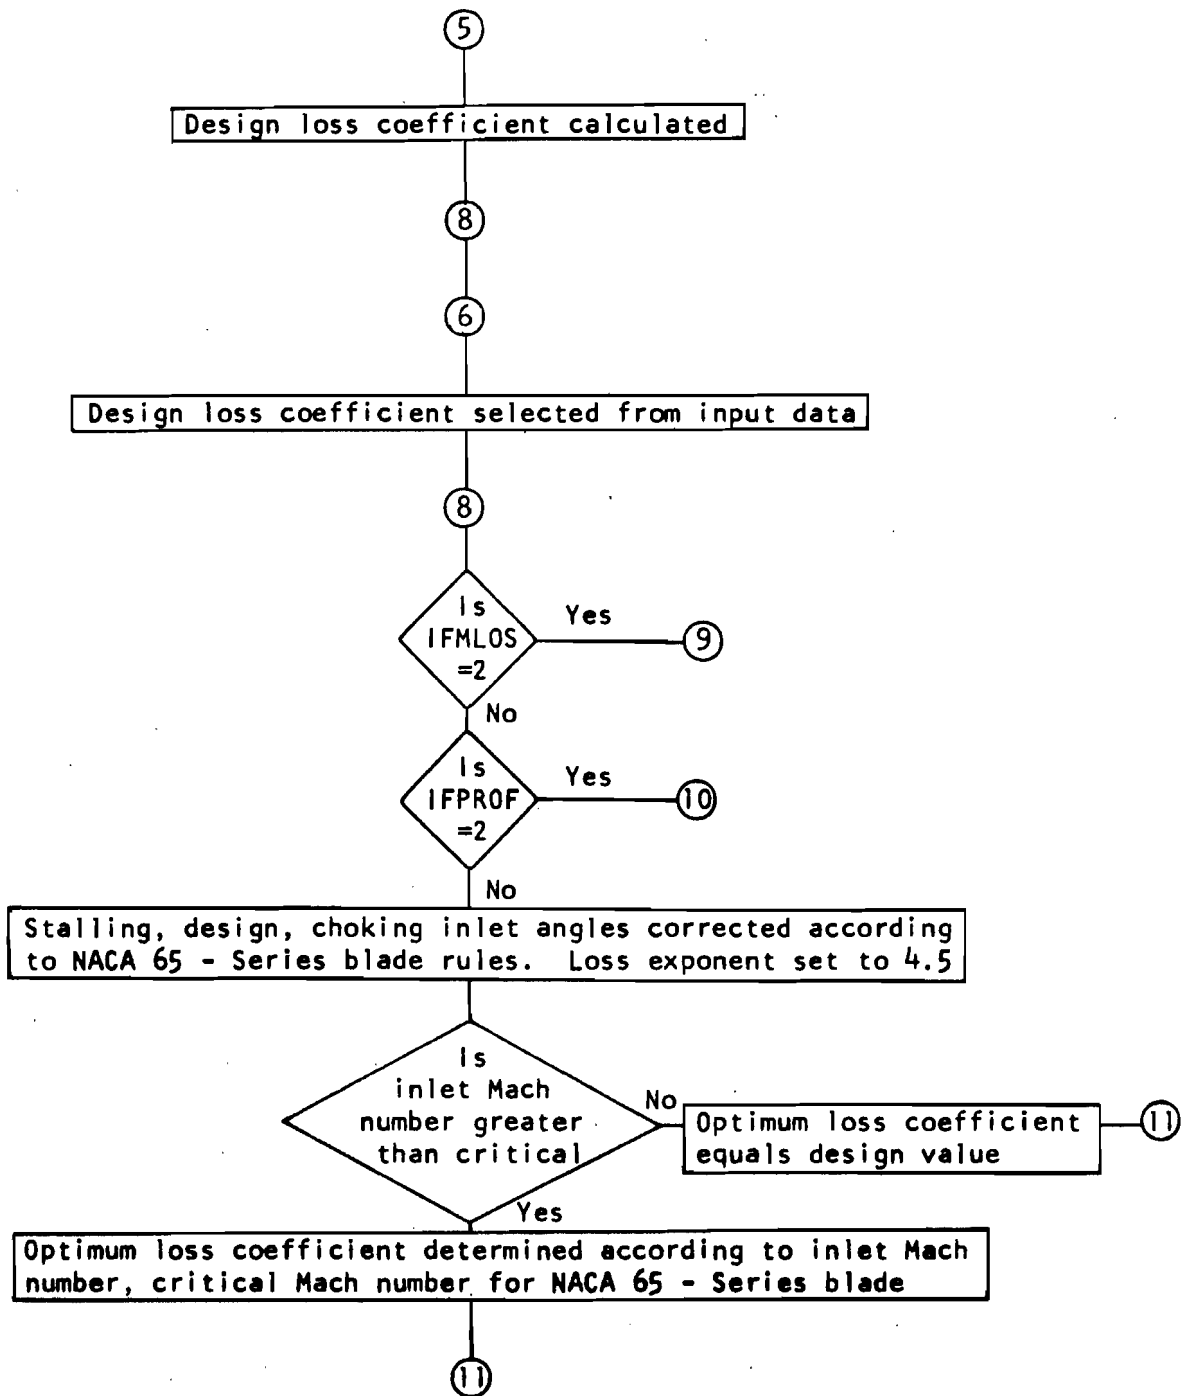 5
Design loss coefficient calculated
8
6
Design loss coefficient selected from input data
8
Is
IFMLOS
=2
Yes
9
No
Is
IFPROF
=2
Yes
10
No
Stalling, design, choking inlet angles corrected according
to NACA 65 - Series blade rules. Loss exponent set to 4.5
Is
inlet Mach
number greater
than critical
No
Optimum loss coefficient
equals design value
11
Yes
Optimum loss coefficient determined according to inlet Mach
number, critical Mach number for NACA 65 - Series blade
11